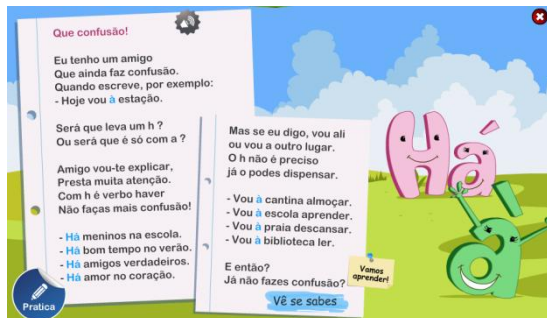 Que confusão!
Eu tenho um amigo
Que ainda faz confusão.
Quando escreve, por exemplo:
- Hoje vou à estação.
Será que leva um h ?
Ou será que é só com a ?
Amigo vou-te explicar,
Presta muita atenção.
Com h é verbo haver
Não faças mais confusão!
- Há meninos na escola.
- Há bom tempo no verão.
- Há amigos verdadeiros.
- Há amor no coração.
Mas se eu digo, vou ali
ou vou a outro lugar.
O h não é preciso
já o podes dispensar.
- Vou à cantina almoçar.
- Vou à escola aprender.
- Vou à praia descansar.
- Vou à biblioteca ler.
E então?
Já não fazes confusão?
Vamos
aprender!
Vê se sabes
Pratica
Há
à